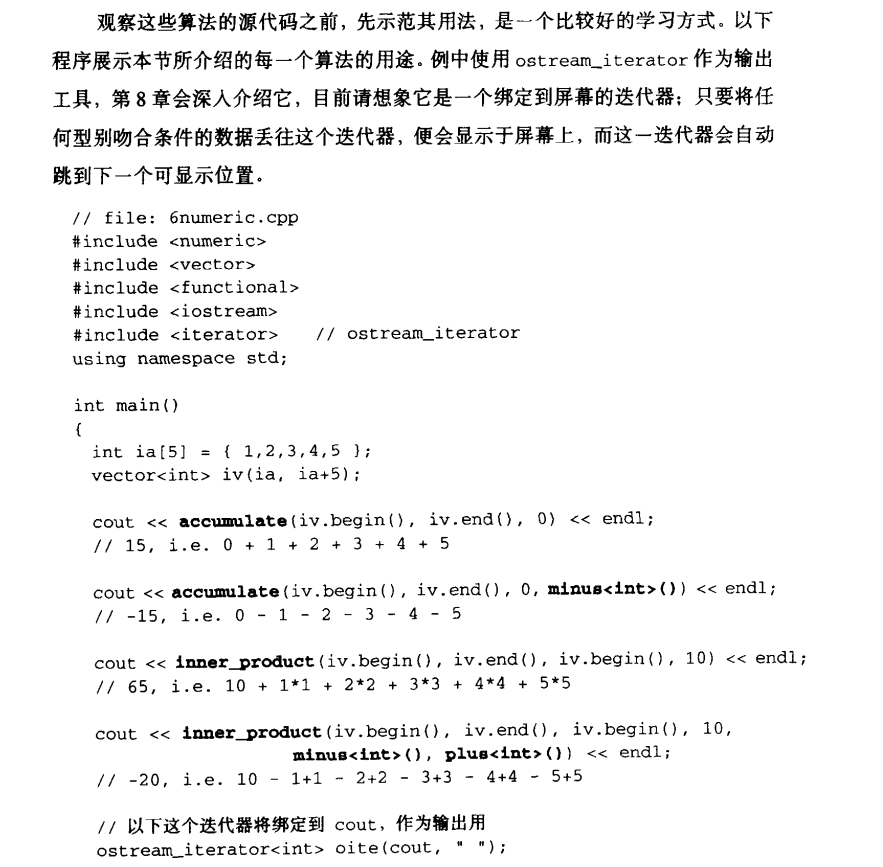 观察这些算法的源代码之前，先示范其用法，是一个比较好的学习方式。以下
程序展示本节所介绍的每一个算法的用途。例中使用 ostream_iterator 作为输出
工具，第 8 章会深入介绍它，目前请想象它是一个绑定到屏幕的迭代器；只要将任
何型别吻合条件的数据丢往这个迭代器，便会显示于屏幕上，而这一迭代器会自动
跳到下一个可显示位置。
// file: 6numeric.cpp
#include <numeric>
#include <vector>
#include <functional>
#include <iostream>
#include <iterator>    // ostream_iterator
using namespace std;
int main()
{
  int ia[5] = { 1,2,3,4,5 };
  vector<int> iv(ia, ia+5);
  cout << accumulate(iv.begin(), iv.end(), 0) << endl;
  // 15, i.e. 0 + 1 + 2 + 3 + 4 + 5
  cout << accumulate(iv.begin(), iv.end(), 0, minus<int>()) << endl;
  // -15, i.e. 0 - 1 - 2 - 3 - 4 - 5
  cout << inner_product(iv.begin(), iv.end(), iv.begin(), 10) << endl;
  // 65, i.e. 10 + 1*1 + 2*2 + 3*3 + 4*4 + 5*5
  cout << inner_product(iv.begin(), iv.end(), iv.begin(), 10,
                        minus<int>(), plus<int>()) << endl;
  // -20, i.e. 10 - 1+1 - 2+2 - 3+3 - 4+4 - 5+5
  // 以下这个迭代器将绑定到 cout，作为输出用
  ostream_iterator<int> oite(cout, " ");